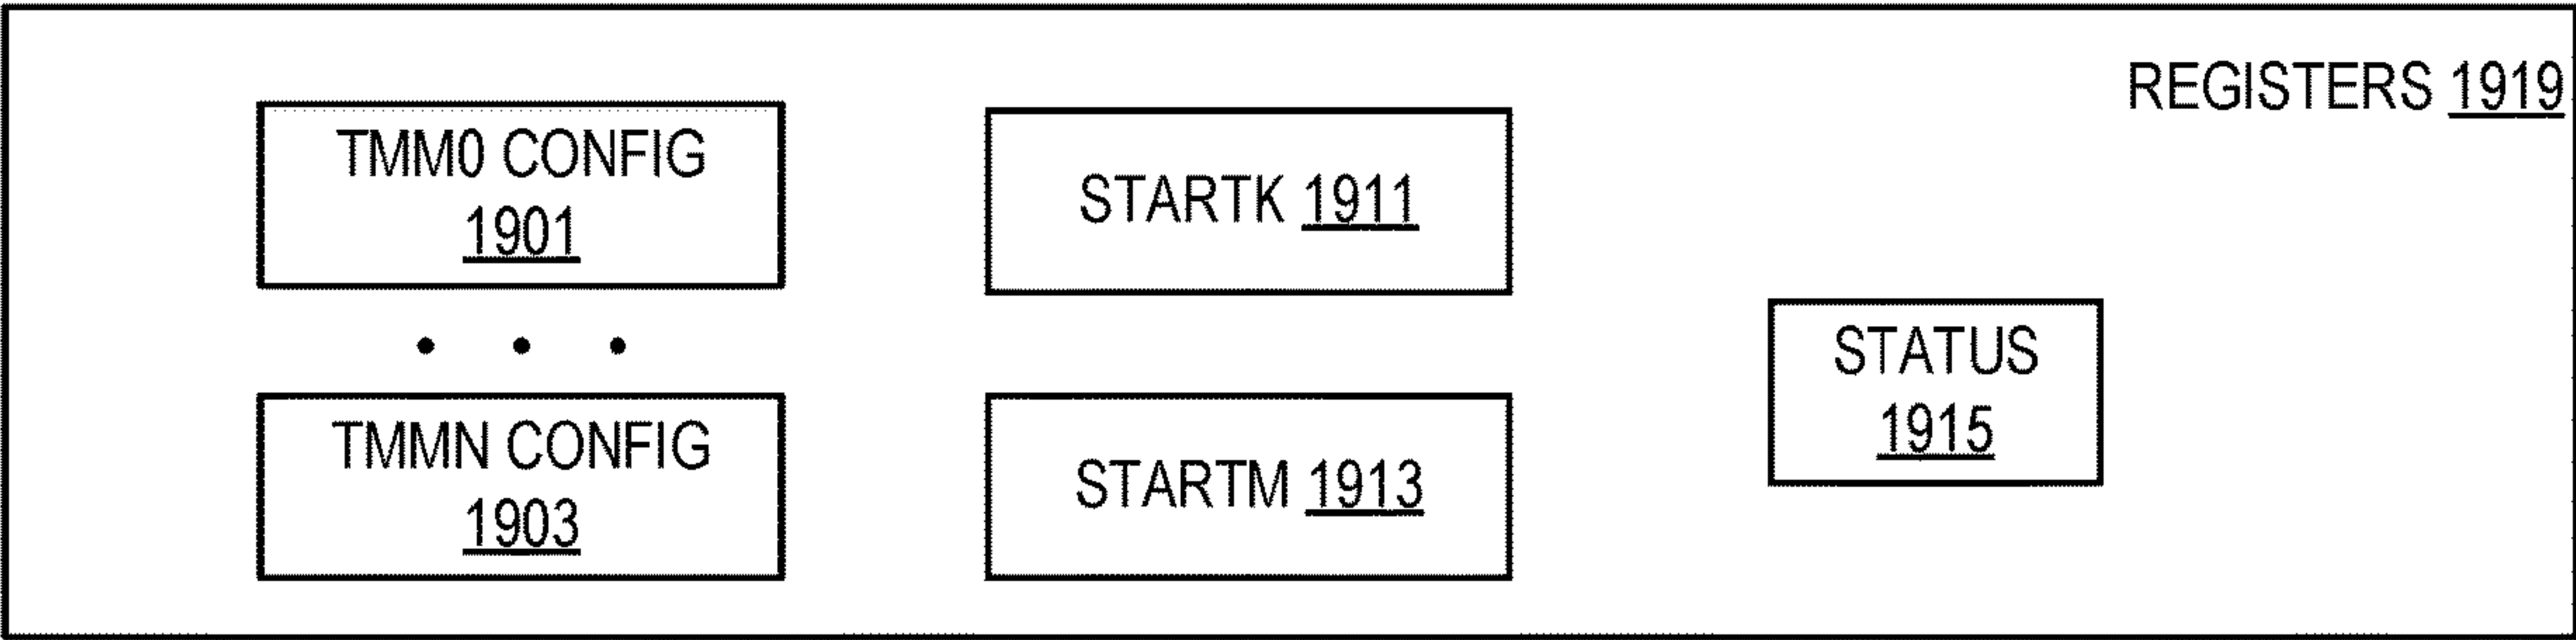 REGISTERS 1919
TMM0 CONFIG
1901
STARTK 1911
STATUS
1915
TMMN CONFIG
1903
STARTM 1913